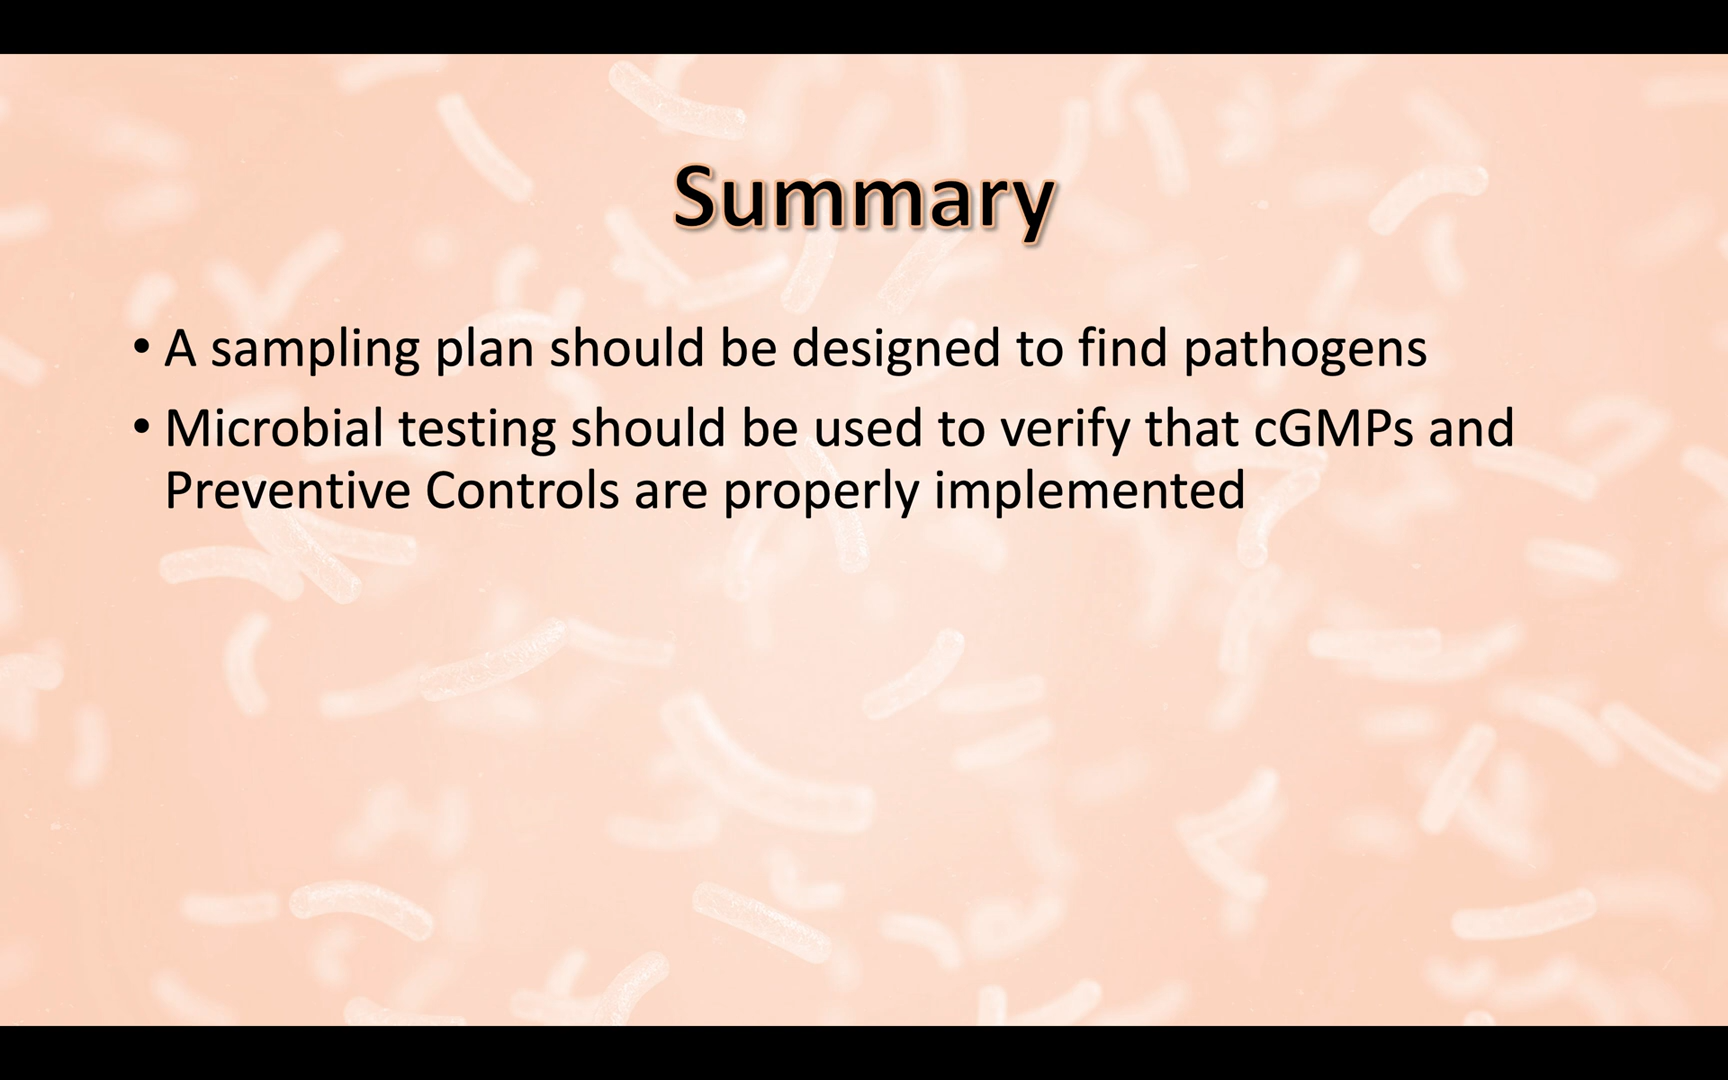 Summary
• A sampling plan should be designed to find pathogens
• Microbial testing should be used to verify that cGMPs and
Preventive Controls are properly implemented